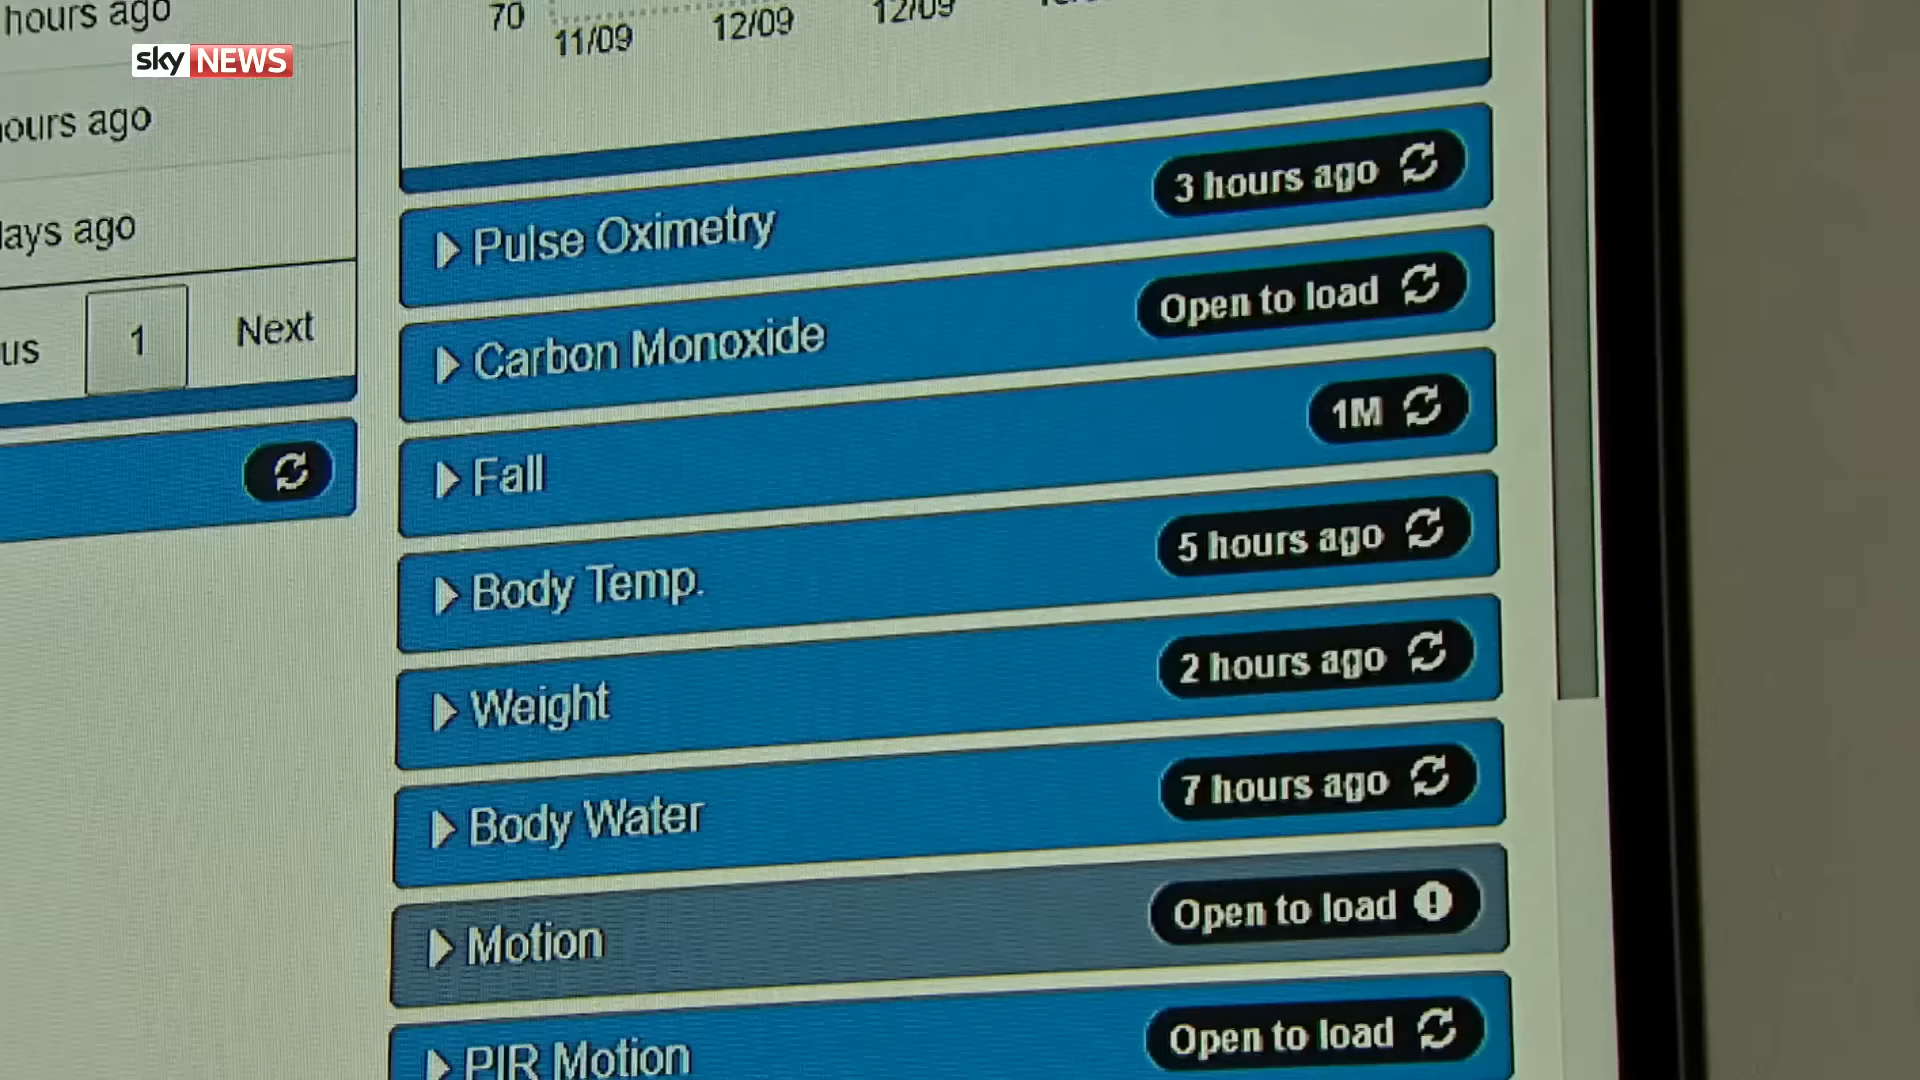 hours ago
sky NEWS
ours ago
ays ago
us 1 Next
70
11/09 12/09 12/09
Pulse Oximetry 3 hours ago
Carbon Monoxide Open to load
Fall 1M
Body Temp. 5 hours ago
Weight 2 hours ago
Body Water 7 hours ago
Motion Open to load
PIR Motion Open to load